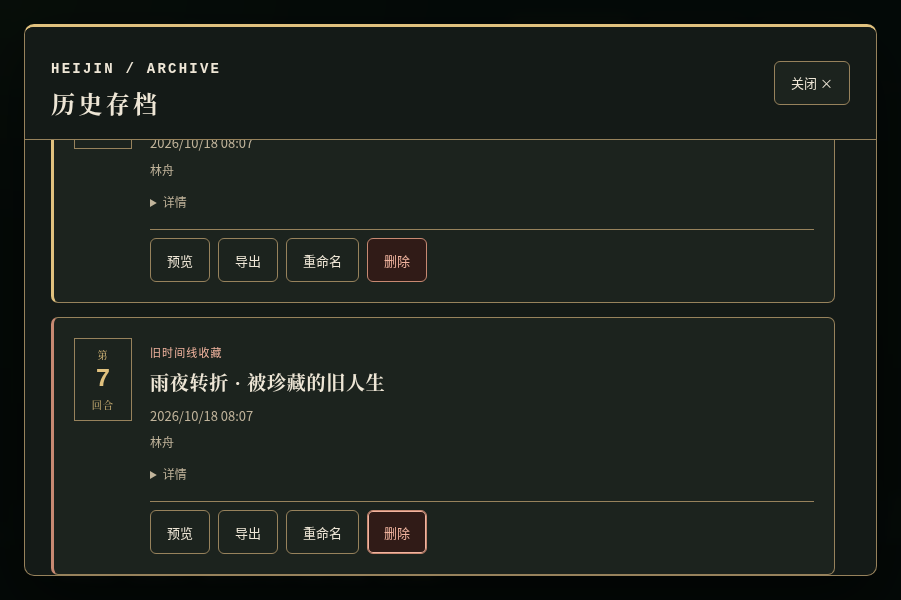 HEIJIN / ARCHIVE
历史存档
关闭 ×
2026/10/18 08:07
林舟
▶ 详情
预览 导出 重命名 删除
第
7
回合
旧时间线收藏
雨夜转折 · 被珍藏的旧人生
2026/10/18 08:07
林舟
▶ 详情
预览 导出 重命名 删除